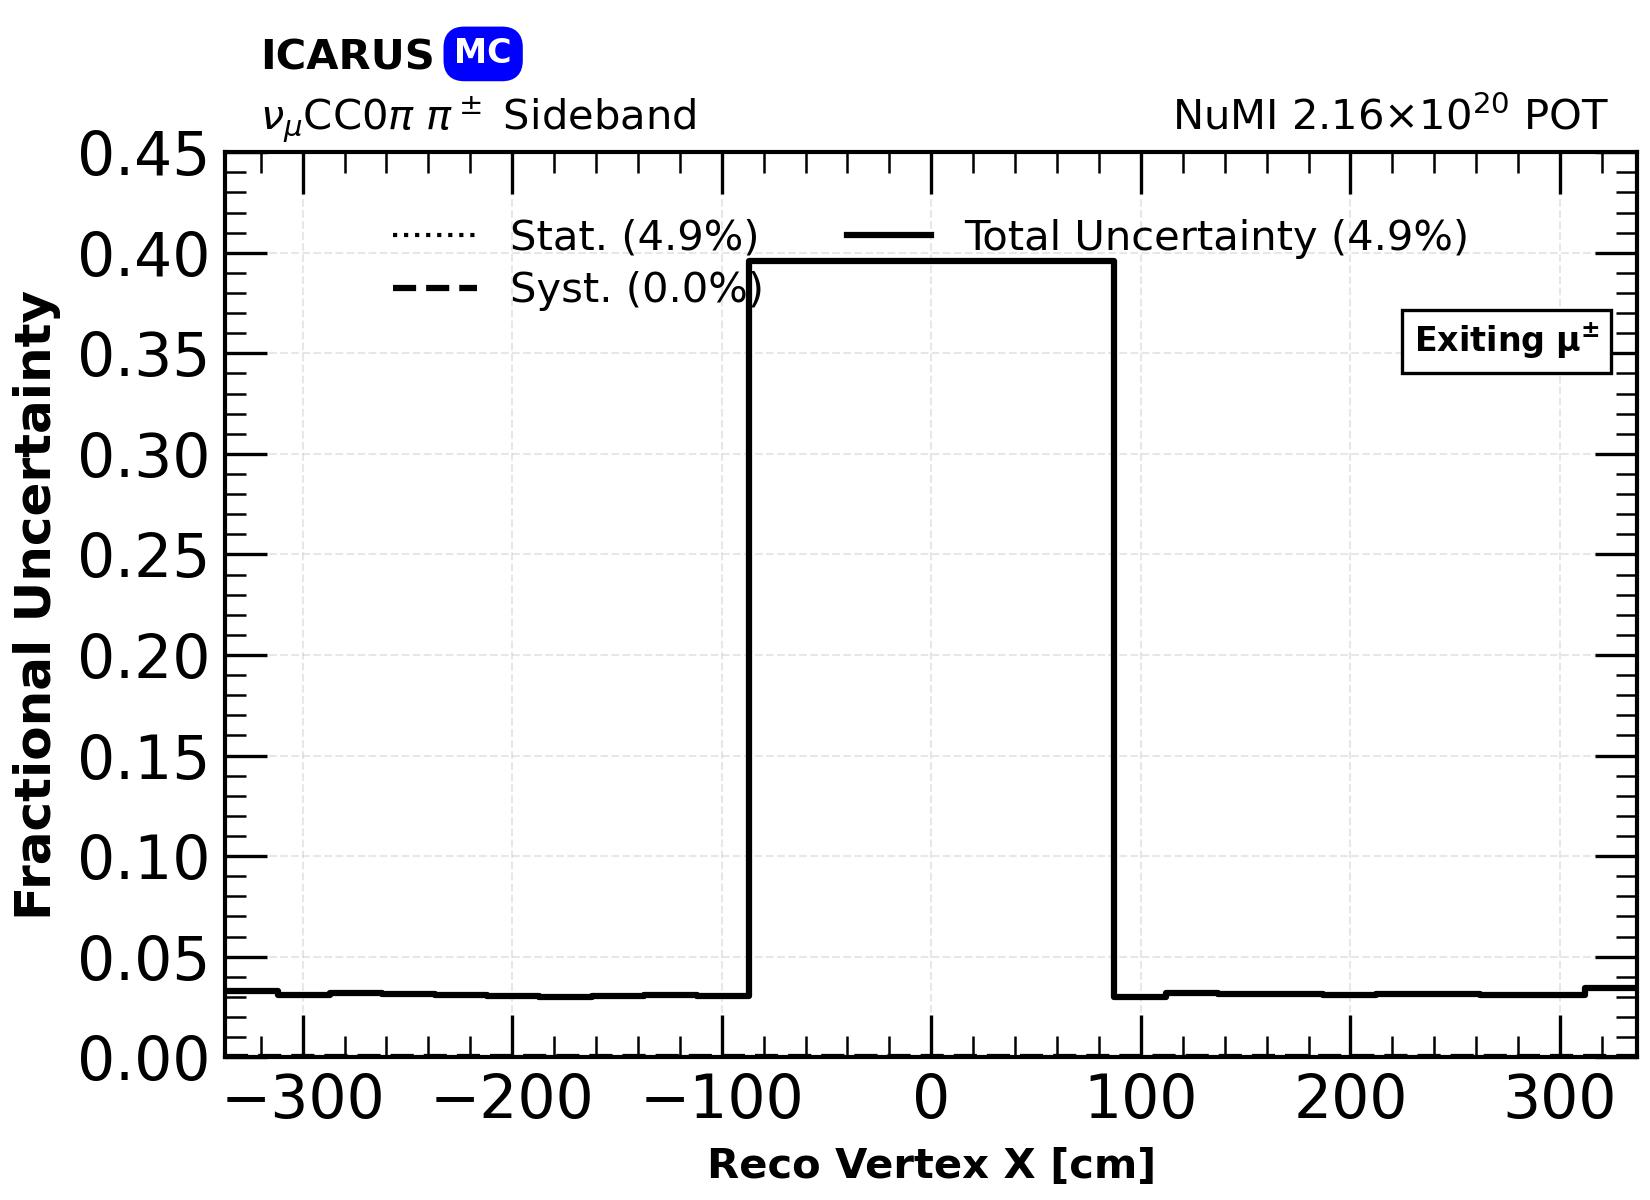 ICARUS MC
νμCC0π π± Sideband
NuMI 2.16×10²⁰ POT
Stat. (4.9%)
Syst. (0.0%)
Total Uncertainty (4.9%)
Exiting μ±
Fractional Uncertainty
0.45
0.40
0.35
0.30
0.25
0.20
0.15
0.10
0.05
0.00
−300 −200 −100 0 100 200 300
Reco Vertex X [cm]